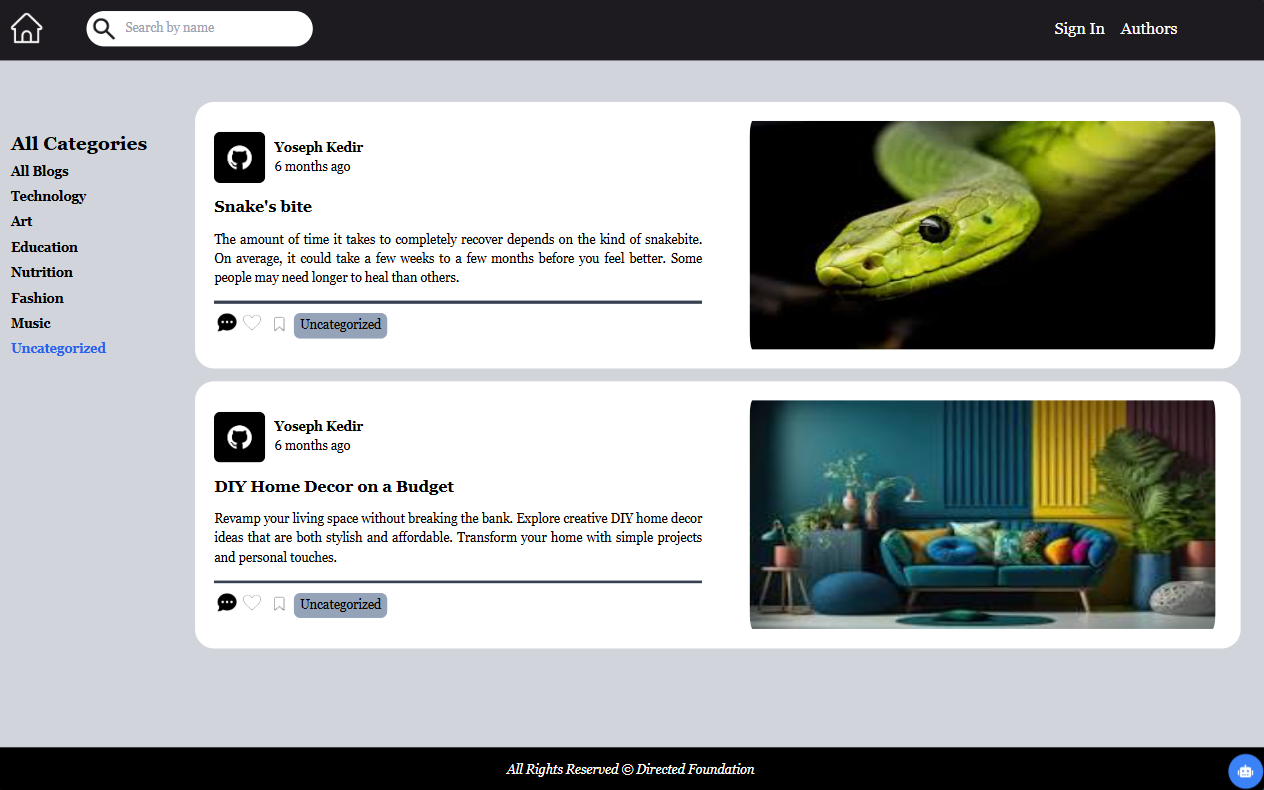 Search by name
Sign In
Authors
All Categories
All Blogs
Technology
Art
Education
Nutrition
Fashion
Music
Uncategorized
Yoseph Kedir
6 months ago
Snake's bite
The amount of time it takes to completely recover depends on the kind of snakebite.
On average, it could take a few weeks to a few months before you feel better. Some
people may need longer to heal than others.
Uncategorized
Yoseph Kedir
6 months ago
DIY Home Decor on a Budget
Revamp your living space without breaking the bank. Explore creative DIY home decor
ideas that are both stylish and affordable. Transform your home with simple projects
and personal touches.
Uncategorized
All Rights Reserved © Directed Foundation